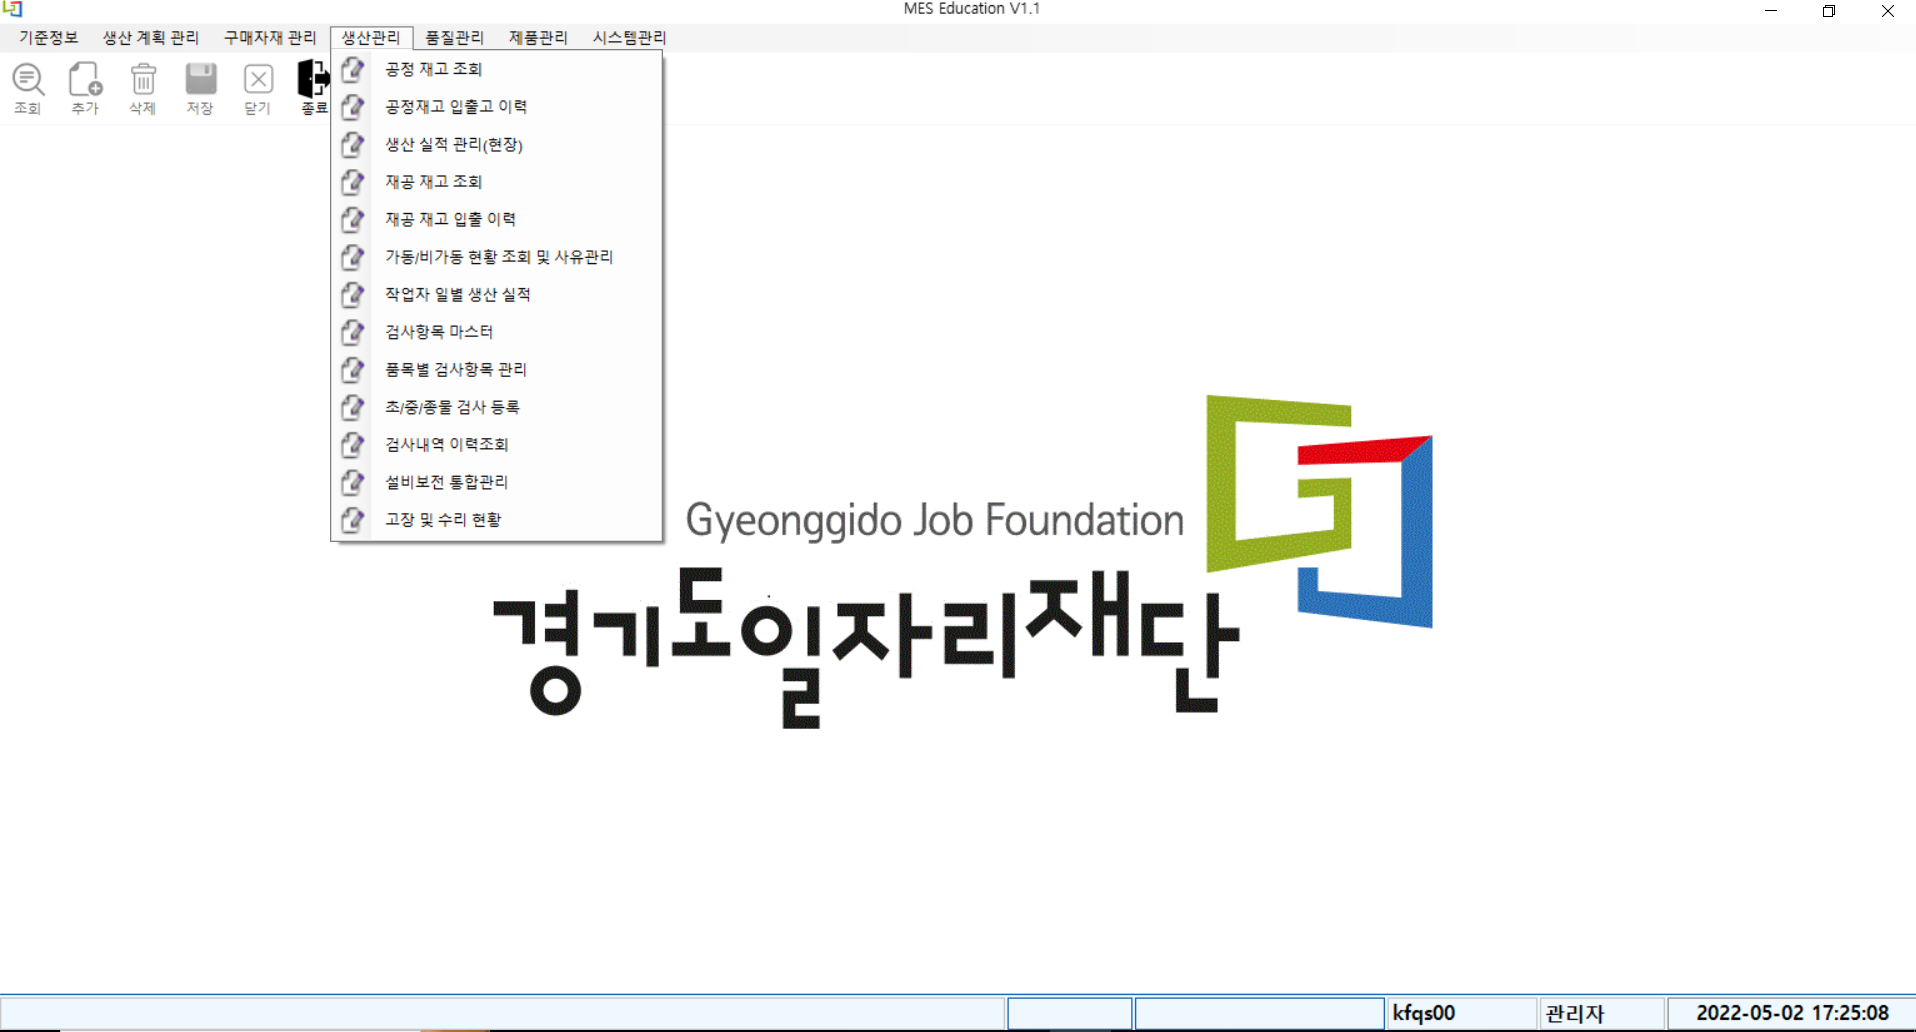 MES Education V1.1
기준정보 생산 계획 관리 구매자재 관리 생산관리 품질관리 제품관리 시스템관리
조회 추가 삭제 저장 닫기 종료
공정 재고 조회
공정재고 입출고 이력
생산 실적 관리(현장)
재공 재고 조회
재공 재고 입출 이력
가동/비가동 현황 조회 및 사유관리
작업자 일별 생산 실적
검사항목 마스터
품목별 검사항목 관리
초/중/종물 검사 등록
검사내역 이력조회
설비보전 통합관리
고장 및 수리 현황
Gyeonggido Job Foundation
경기도일자리재단
kfqs00 관리자 2022-05-02 17:25:08